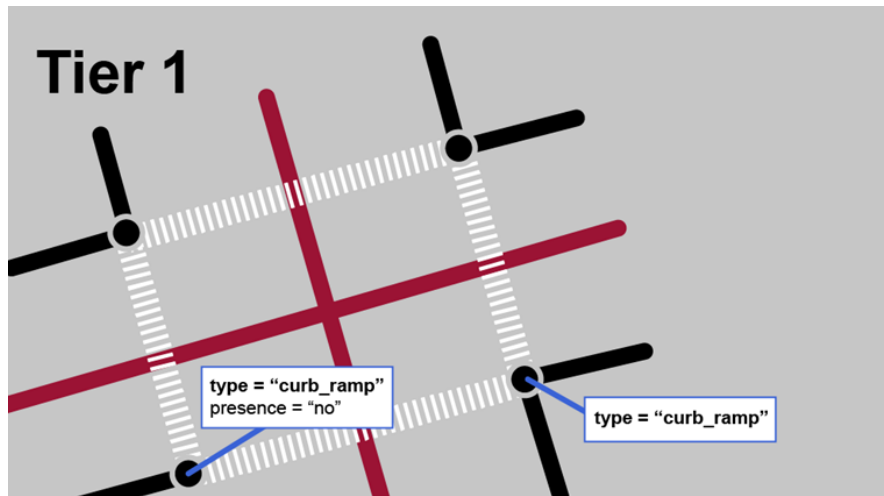 Tier 1
type = “curb_ramp”
presence = “no”
type = “curb_ramp”